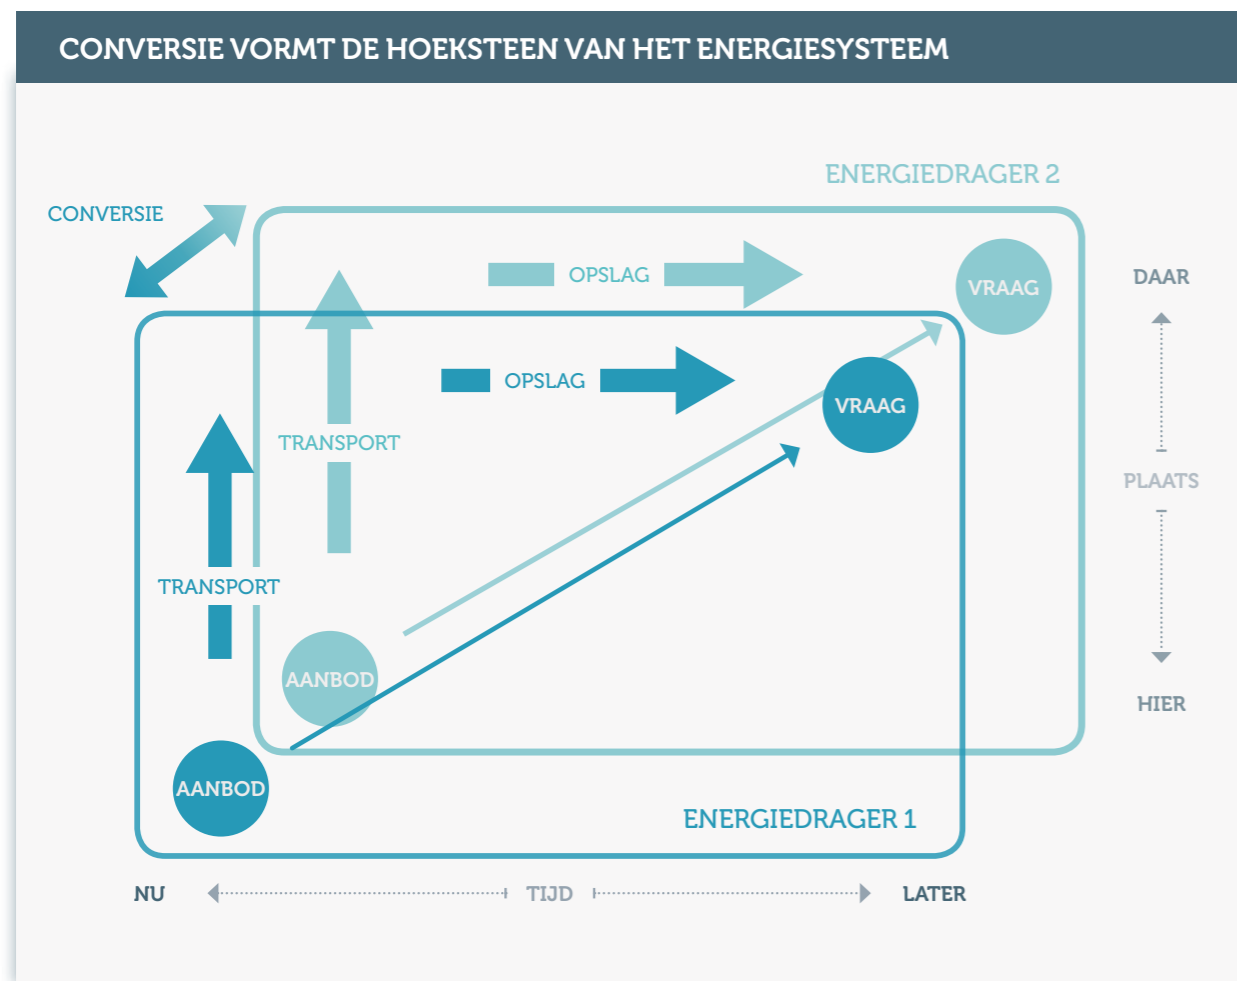 CONVERSIE VORMT DE HOEKSTEEN VAN HET ENERGIESYSTEEM
ENERGIEDRAGER 2
CONVERSIE
OPSLAG
VRAAG
DAAR
OPSLAG
VRAAG
TRANSPORT
PLAATS
TRANSPORT
AANBOD
HIER
AANBOD
ENERGIEDRAGER 1
NU
TIJD
LATER